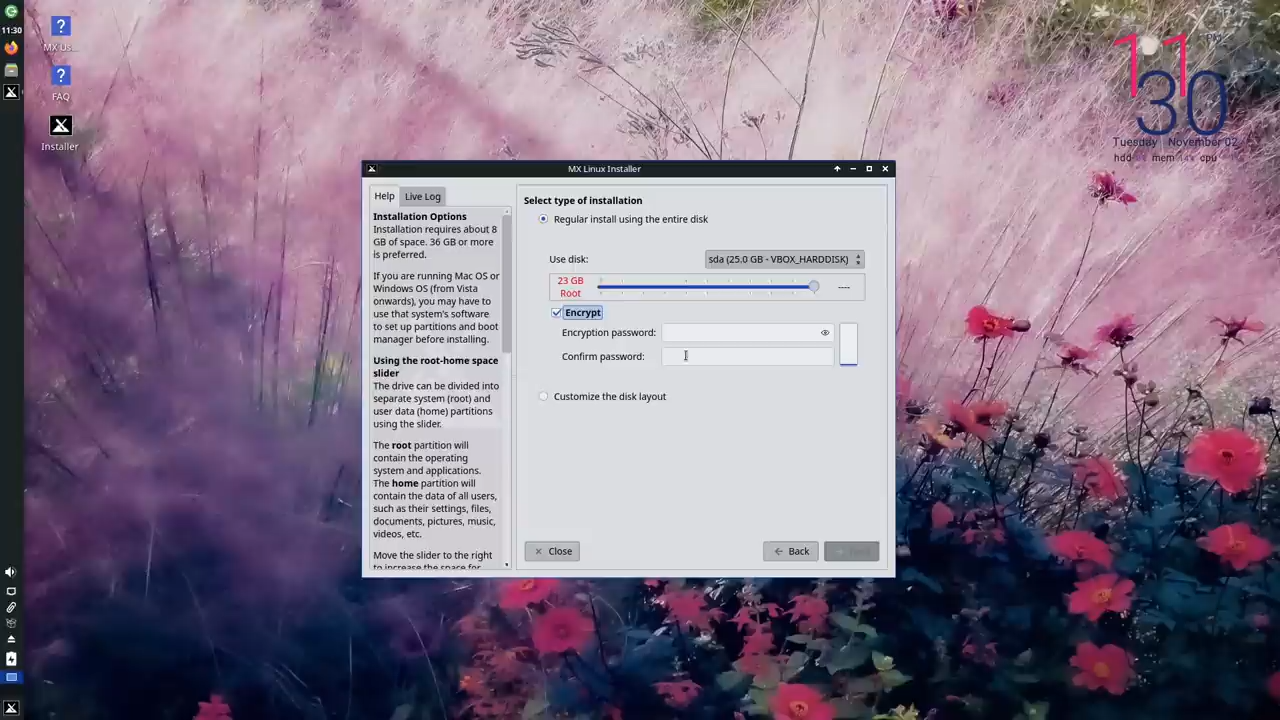 11:30
MX Us...
FAQ
Installer
11
PM
30
Tuesday November 02
hdd mem cpu
MX Linux Installer
Help
Live Log
Installation Options
Installation requires about 8
GB of space. 36 GB or more
is preferred.
If you are running Mac OS or
Windows OS (from Vista
onwards), you may have to
use that system's software
to set up partitions and boot
manager before installing.
Using the root-home space
slider
The drive can be divided into
separate system (root) and
user data (home) partitions
using the slider.
The root partition will
contain the operating
system and applications.
The home partition will
contain the data of all users,
such as their settings, files,
documents, pictures, music,
videos, etc.
Move the slider to the right
to increase the space for
Select type of installation
Regular install using the entire disk
Use disk:
sda (25.0 GB - VBOX_HARDDISK)
23 GB
Root
----
Encrypt
Encryption password:
Confirm password:
Customize the disk layout
Close
Back